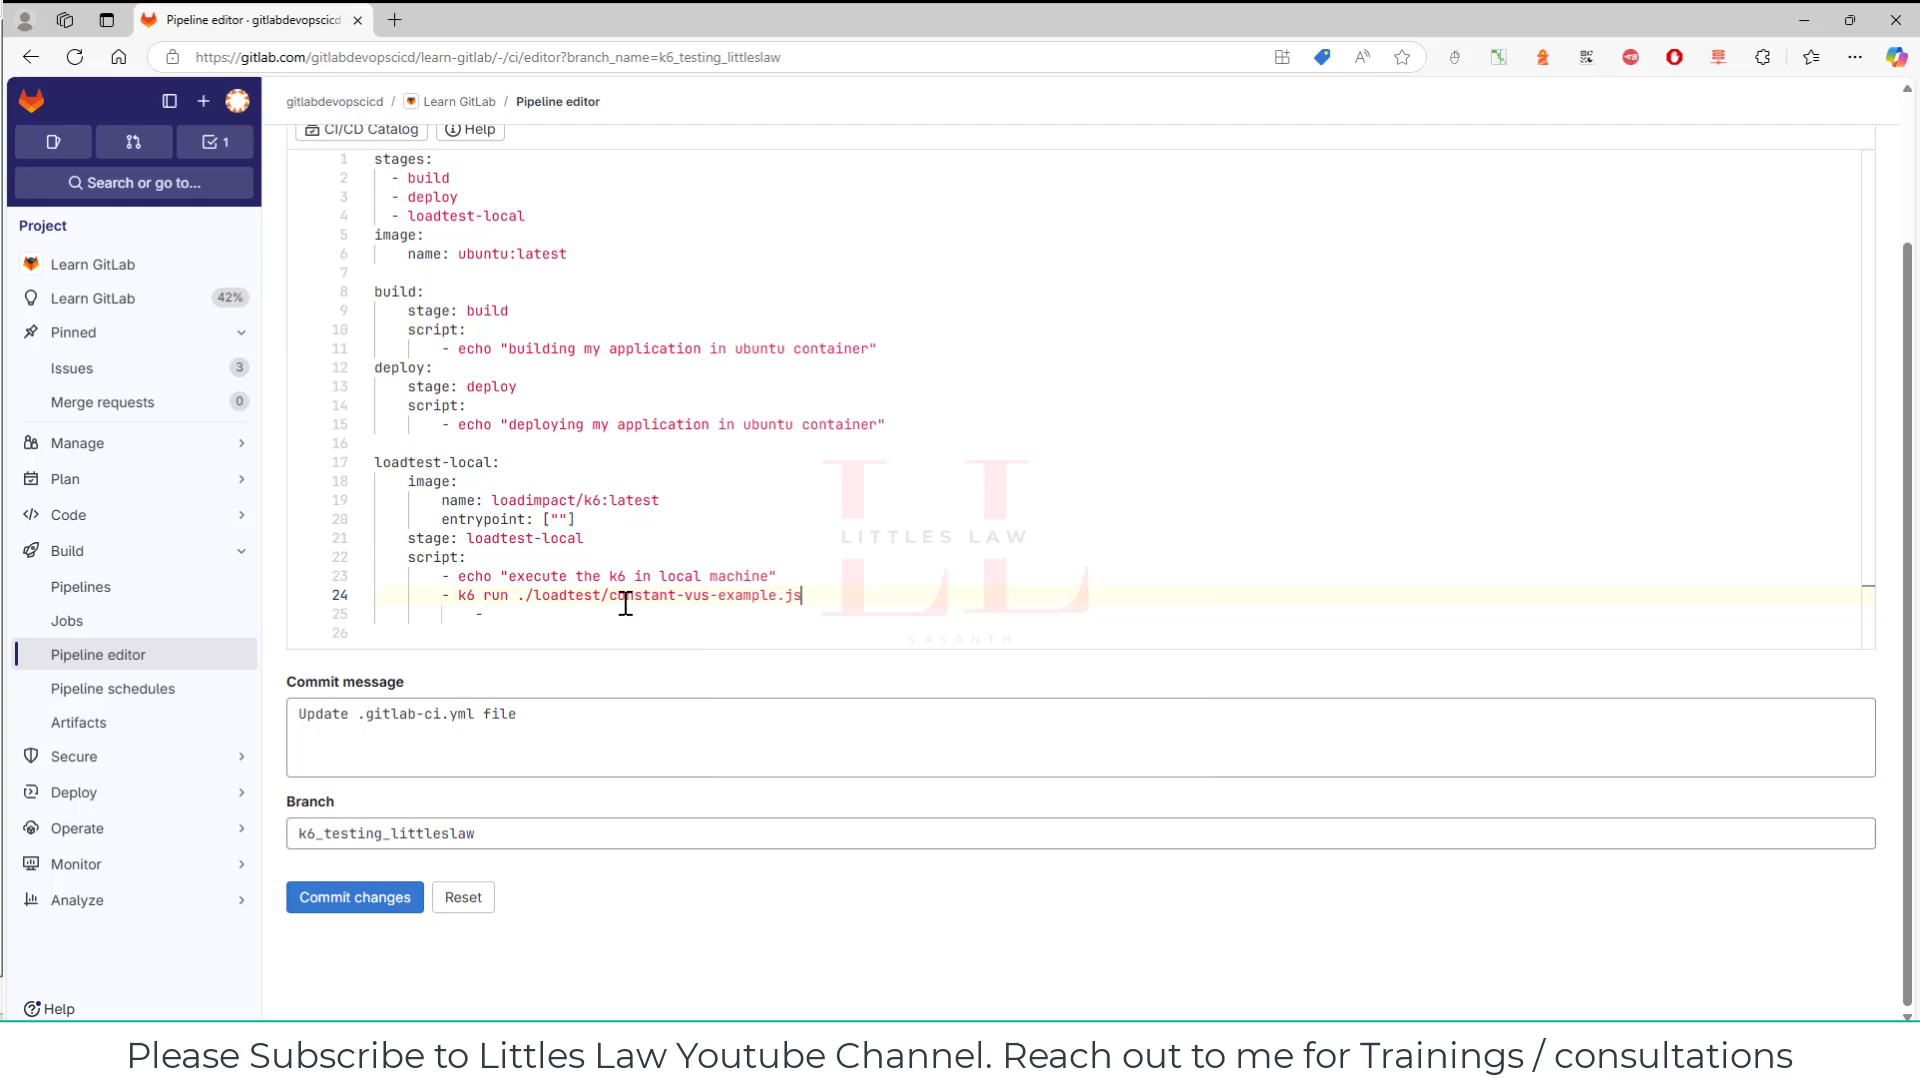 Pipeline editor · gitlabdevopscicd
https://gitlab.com/gitlabdevopscicd/learn-gitlab/-/ci/editor?branch_name=k6_testing_littleslaw
gitlabdevopscicd / Learn GitLab / Pipeline editor
1
Search or go to...
Project
Learn GitLab
Learn GitLab 42%
Pinned
Issues 3
Merge requests 0
Manage
Plan
Code
Build
Pipelines
Jobs
Pipeline editor
Pipeline schedules
Artifacts
Secure
Deploy
Operate
Monitor
Analyze
Help
CI/CD Catalog Help
1 stages:
2 - build
3 - deploy
4 - loadtest-local
5 image:
6 name: ubuntu:latest
7
8 build:
9 stage: build
10 script:
11 - echo "building my application in ubuntu container"
12 deploy:
13 stage: deploy
14 script:
15 - echo "deploying my application in ubuntu container"
16
17 loadtest-local:
18 image:
19 name: loadimpact/k6:latest
20 entrypoint: [""]
21 stage: loadtest-local
22 script:
23 - echo "execute the k6 in local machine"
24 - k6 run ./loadtest/constant-vus-example.js
25 -
26
LL
LITTLES LAW
LL
VASANTH
Commit message
Update .gitlab-ci.yml file
Branch
k6_testing_littleslaw
Commit changes Reset
Please Subscribe to Littles Law Youtube Channel. Reach out to me for Trainings / consultations